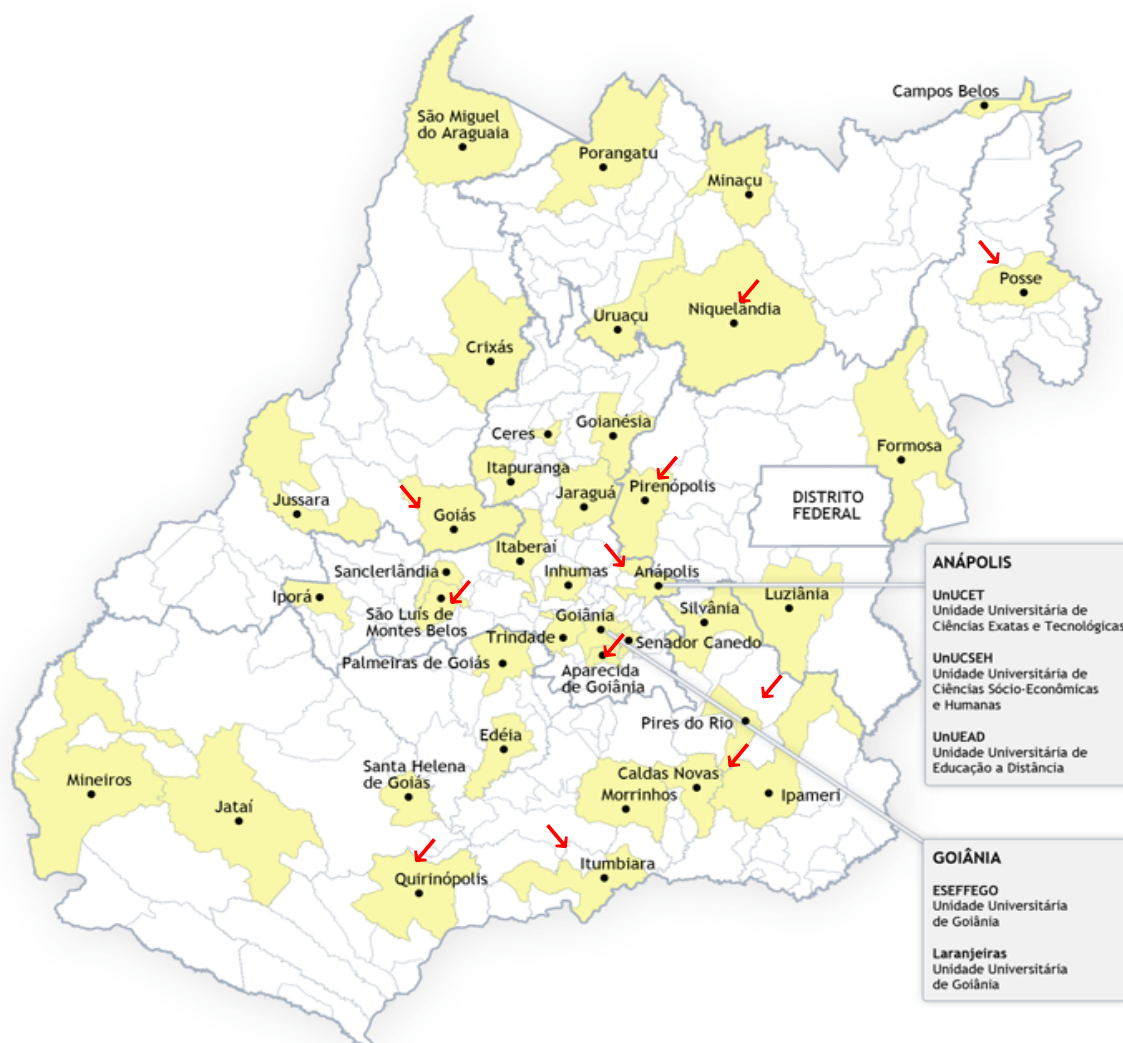 Campos Belos
São Miguel
do Araguaia
Porangatu
Minaçu
Posse
Niquelândia
Uruaçu
Crixás
Goianésia
Ceres
Formosa
Itapuranga
Jaraguá
Pirenópolis
Jussara
DISTRITO
FEDERAL
Goiás
Itaberaí
Sanclerlândia
Inhumas
Anápolis
Iporá
Luziânia
São Luís de
Montes Belos
Goiânia
Silvânia
Trindade
Senador Canedo
Palmeiras de Goiás
Aparecida
de Goiânia
Pires do Rio
Edéia
Santa Helena
de Goiás
Caldas Novas
Mineiros
Morrinhos
Ipameri
Jataí
Itumbiara
Quirinópolis
ANÁPOLIS
UnUCET
Unidade Universitária de
Ciências Exatas e Tecnológicas
UnUCSEH
Unidade Universitária de
Ciências Sócio-Econômicas
e Humanas
UnUEAD
Unidade Universitária de
Educação a Distância
GOIÂNIA
ESEFFEGO
Unidade Universitária
de Goiânia
Laranjeiras
Unidade Universitária
de Goiânia